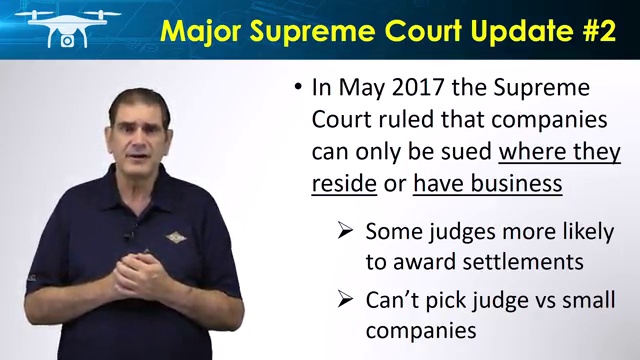 Major Supreme Court Update #2
• In May 2017 the Supreme
Court ruled that companies
can only be sued where they
reside or have business
➢ Some judges more likely
to award settlements
➢ Can't pick judge vs small
companies